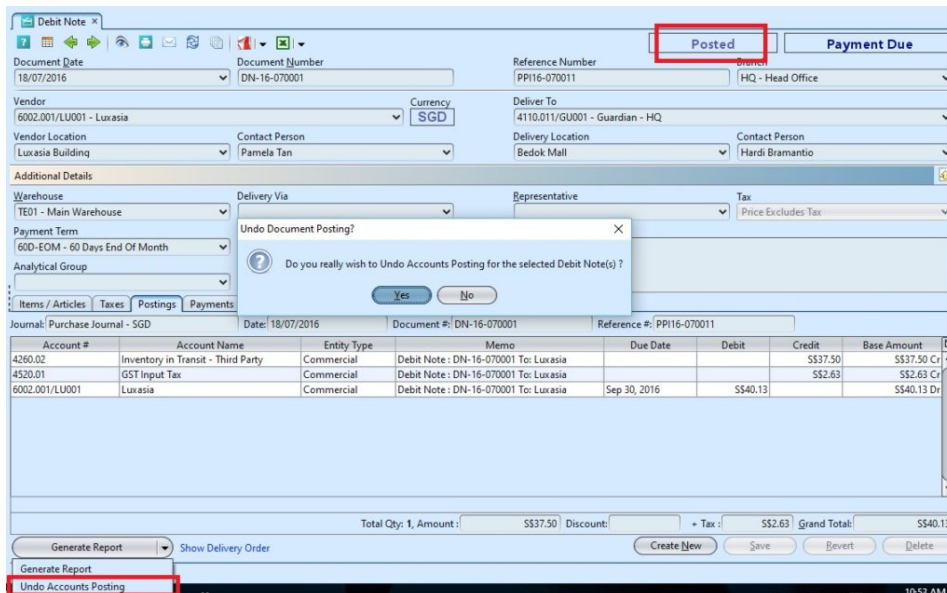 Debit Note ×
Posted Payment Due
Document Date Document Number Reference Number Branch
18/07/2016 DN-16-070001 PPI16-070011 HQ - Head Office
Vendor Currency Deliver To
6002.001/LU001 - Luxasia SGD 4110.011/GU001 - Guardian - HQ
Vendor Location Contact Person Delivery Location Contact Person
Luxasia Building Pamela Tan Bedok Mall Hardi Bramantio
Additional Details
Warehouse Delivery Via Representative Tax
TE01 - Main Warehouse Price Excludes Tax
Payment Term
60D-EOM - 60 Days End Of Month
Analytical Group
Undo Document Posting? ×
Do you really wish to Undo Accounts Posting for the selected Debit Note(s) ?
Yes No
Items / Articles Taxes Postings Payments
Journal: Purchase Journal - SGD Date: 18/07/2016 Document #: DN-16-070001 Reference #: PPI16-070011
Account # Account Name Entity Type Memo Due Date Debit Credit Base Amount
4260.02 Inventory in Transit - Third Party Commercial Debit Note : DN-16-070001 To: Luxasia S$37.50 S$37.50 Cr
4520.01 GST Input Tax Commercial Debit Note : DN-16-070001 To: Luxasia S$2.63 S$2.63 Cr
6002.001/LU001 Luxasia Commercial Debit Note : DN-16-070001 To: Luxasia Sep 30, 2016 S$40.13 S$40.13 Dr
Total Qty: 1, Amount : S$37.50 Discount: + Tax : S$2.63 Grand Total: S$40.13
Generate Report Show Delivery Order Create New Save Revert Delete
Generate Report
Undo Accounts Posting
10:52 AM